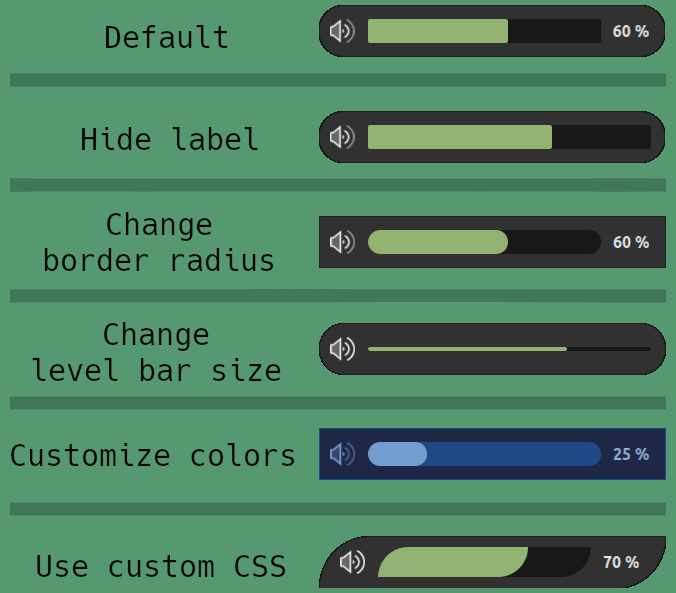 Default
60 %
Hide label
Change
border radius
60 %
Change
level bar size
Customize colors
25 %
Use custom CSS
70 %